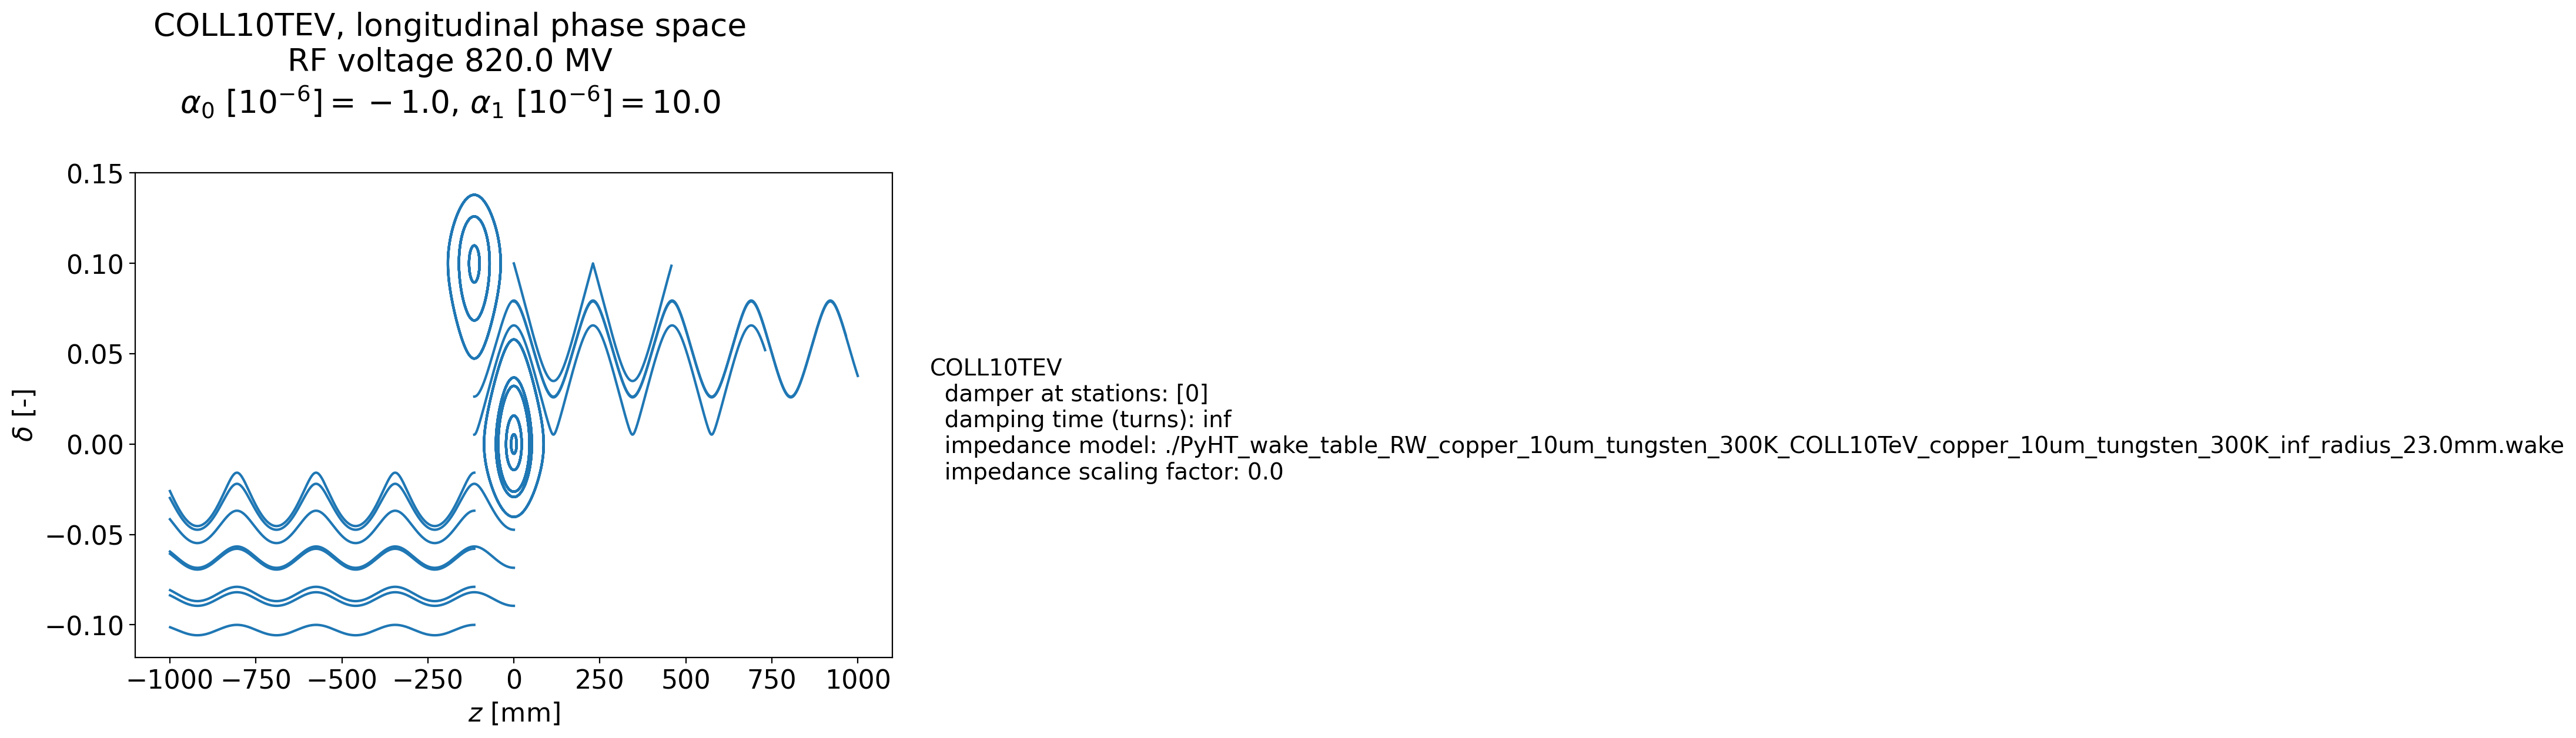 COLL10TEV, longitudinal phase space
RF voltage 820.0 MV
α₀ [10⁻⁶] = −1.0, α₁ [10⁻⁶] = 10.0
0.15
0.10
0.05
0.00
−0.05
−0.10
δ [-]
−1000 −750 −500 −250 0 250 500 750 1000
z [mm]
COLL10TEV
damper at stations: [0]
damping time (turns): inf
impedance model: ./PyHT_wake_table_RW_copper_10um_tungsten_300K_COLL10TeV_copper_10um_tungsten_300K_inf_radius_23.0mm.wake
impedance scaling factor: 0.0